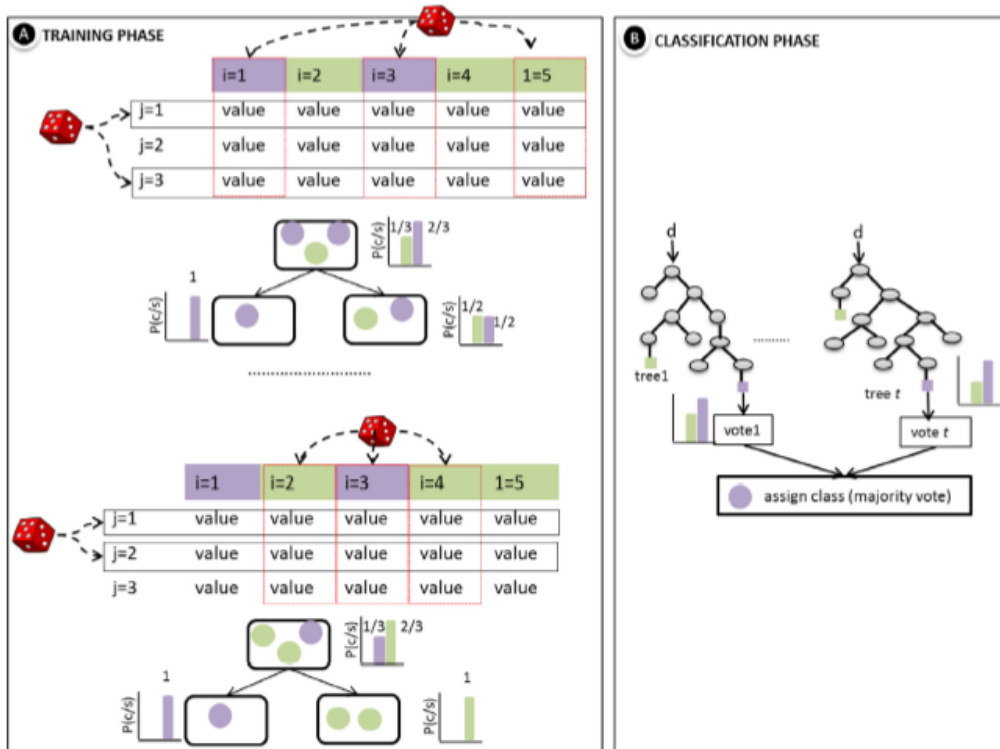 A TRAINING PHASE
i=1 i=2 i=3 i=4 1=5
j=1 value value value value value
j=2 value value value value value
j=3 value value value value value
P(c/s) 1/3 2/3
P(c/s) 1
P(c/s) 1/2 1/2
..............................
i=1 i=2 i=3 i=4 1=5
j=1 value value value value value
j=2 value value value value value
j=3 value value value value value
P(c/s) 1/3 2/3
P(c/s) 1
P(c/s) 1
B CLASSIFICATION PHASE
d d
..........
tree1 tree t
vote1 vote t
assign class (majority vote)